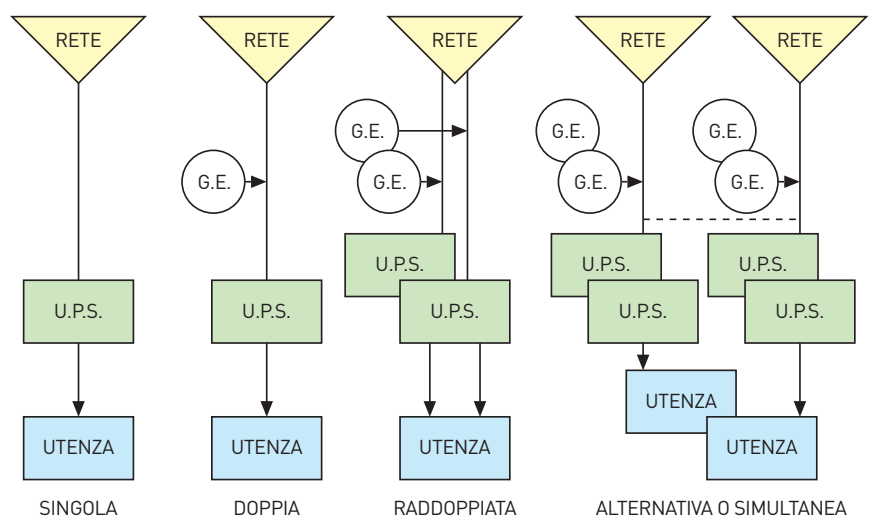 RETE RETE RETE RETE RETE
G.E. G.E. G.E.
G.E. G.E. G.E. G.E.
U.P.S. U.P.S. U.P.S.
U.P.S. U.P.S. U.P.S. U.P.S. U.P.S.
UTENZA
UTENZA UTENZA UTENZA UTENZA
SINGOLA DOPPIA RADDOPPIATA ALTERNATIVA O SIMULTANEA